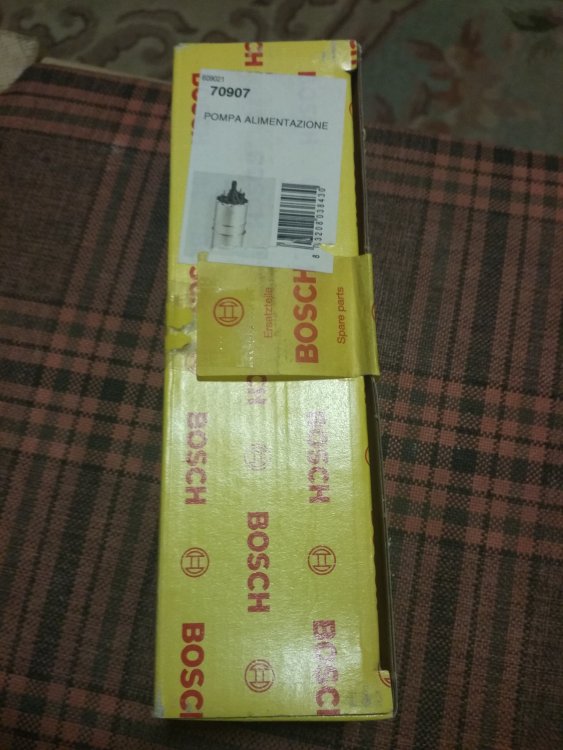 609021
70907
POMPA ALIMENTAZIONE
BOSCH
Ersatzteile
BOSCH
Spare parts
BOSCH
BOSCH
BOSCH
BOSCH
BOSCH